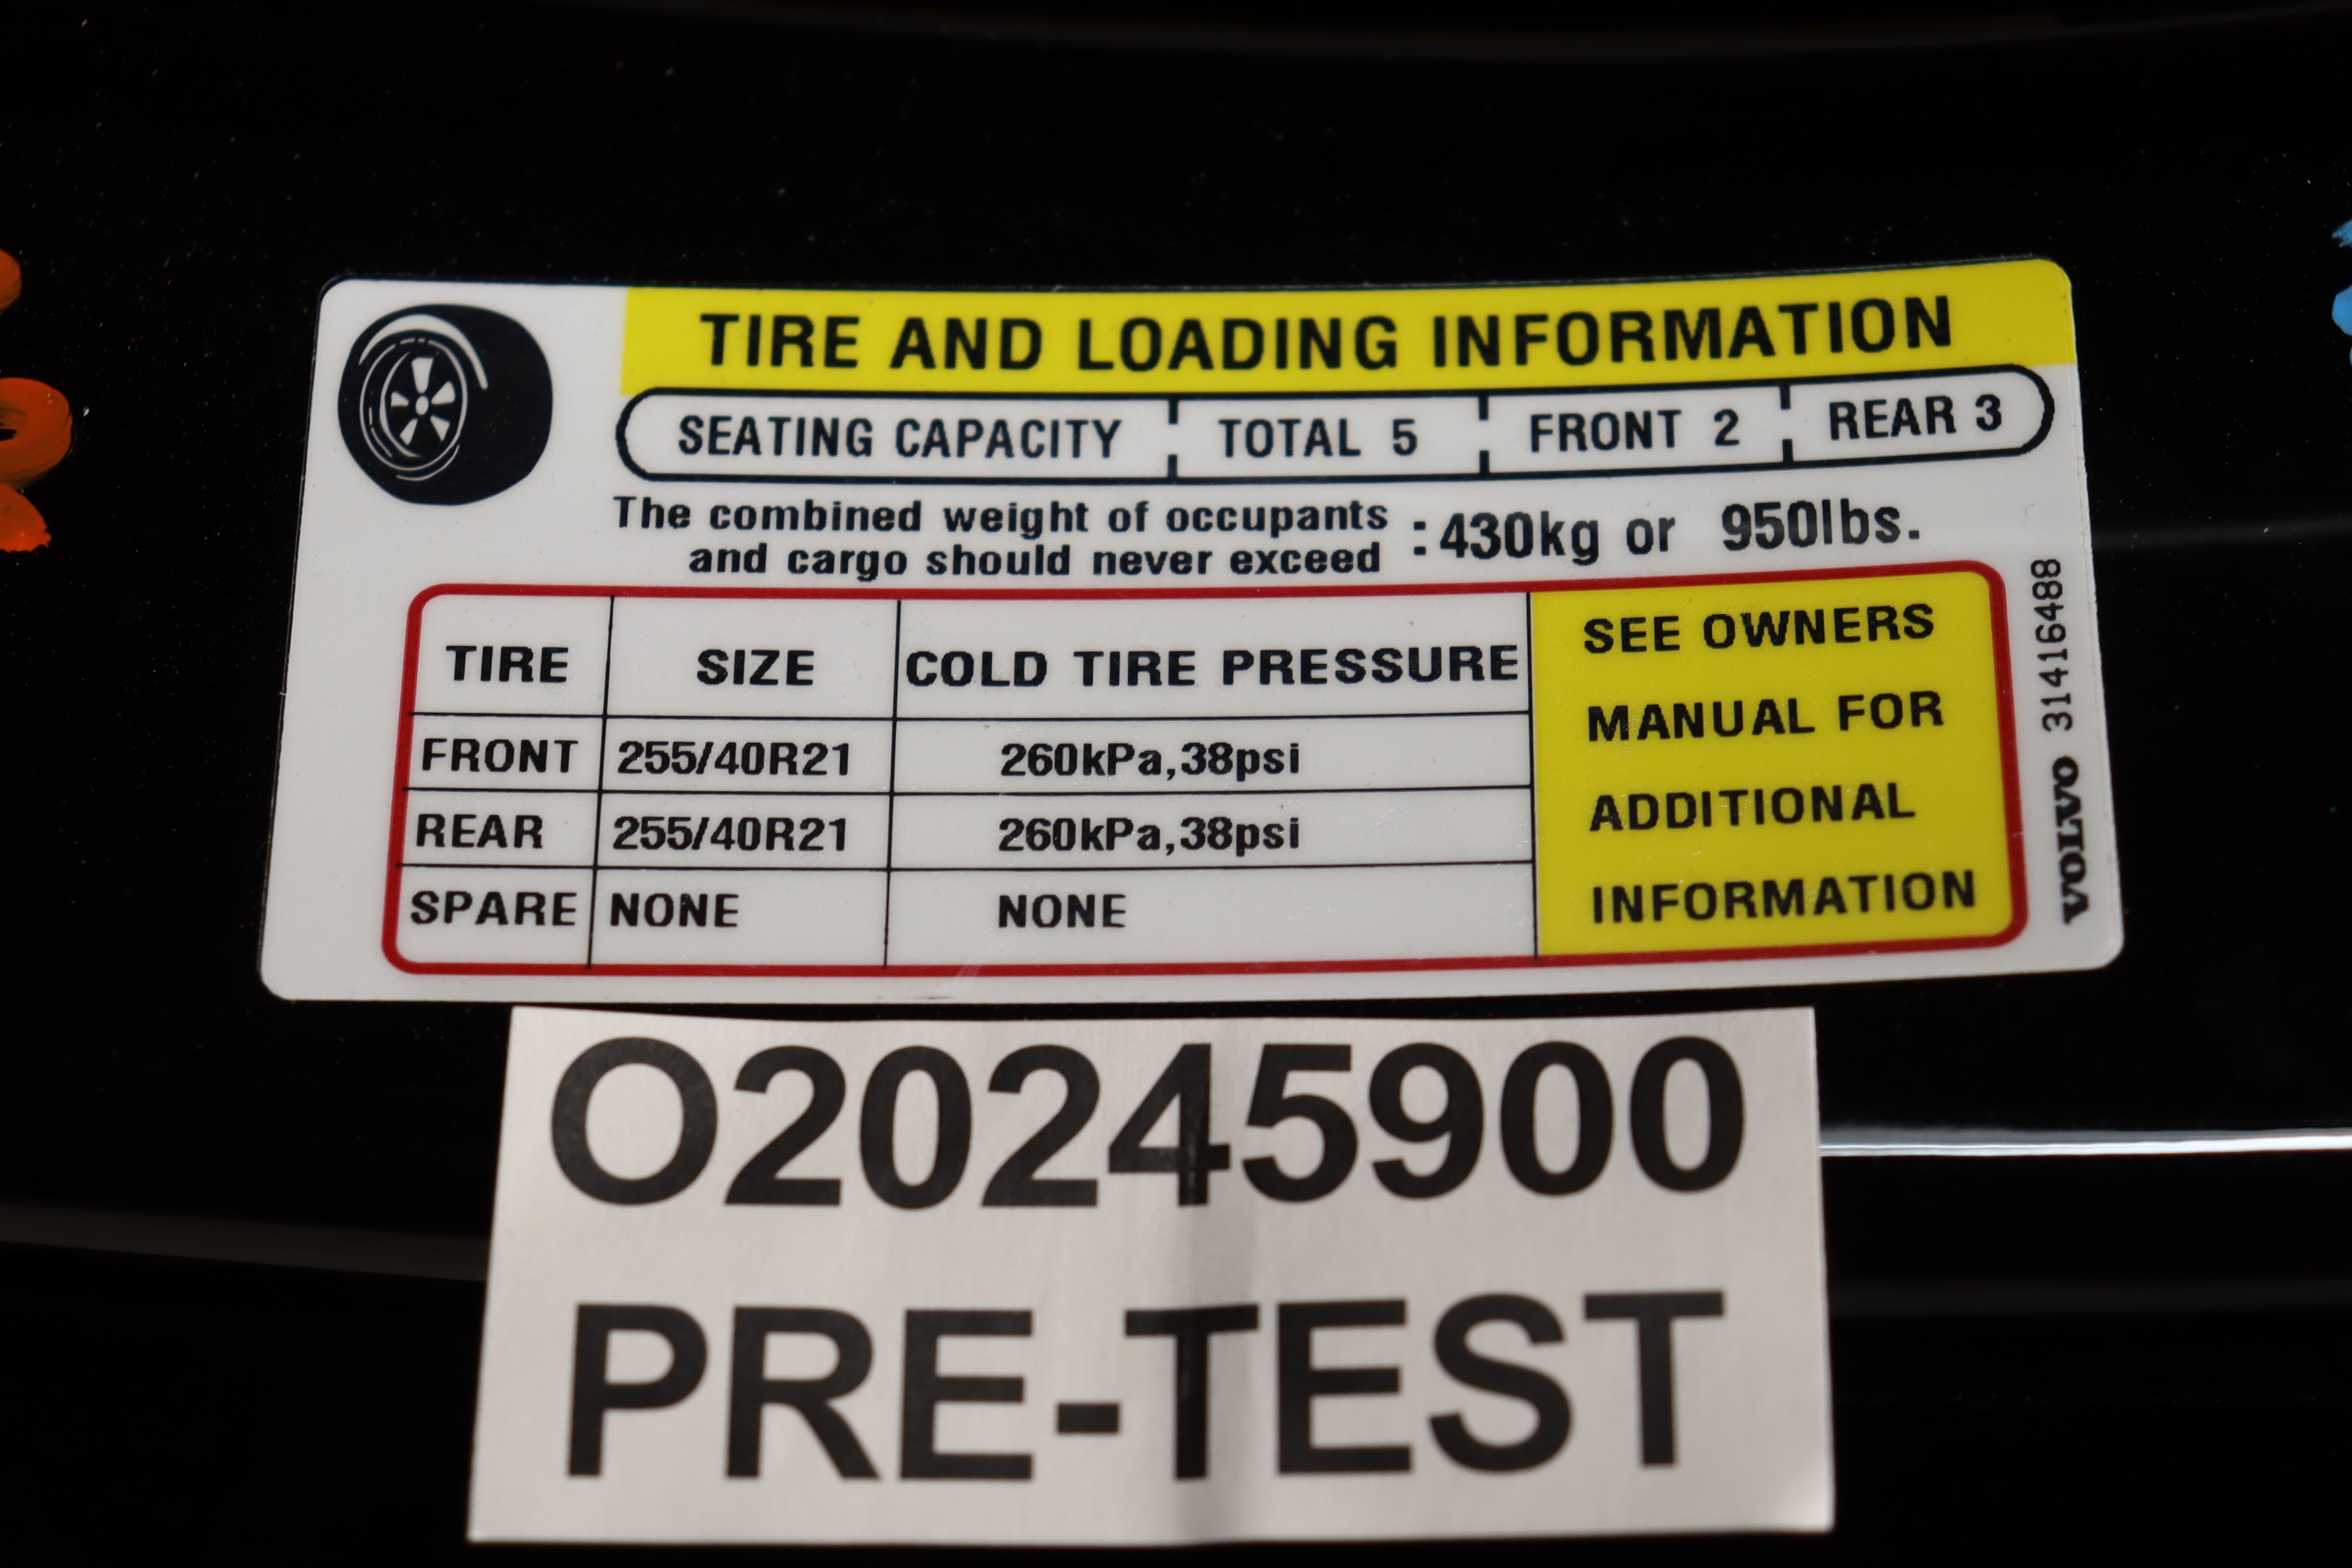 TIRE AND LOADING INFORMATION
SEATING CAPACITY TOTAL 5 FRONT 2 REAR 3
The combined weight of occupants
and cargo should never exceed :430kg or 950lbs.
TIRE SIZE COLD TIRE PRESSURE
FRONT 255/40R21 260kPa,38psi
REAR 255/40R21 260kPa,38psi
SPARE NONE NONE
SEE OWNERS
MANUAL FOR
ADDITIONAL
INFORMATION
VOLVO 31416488
O20245900
PRE-TEST